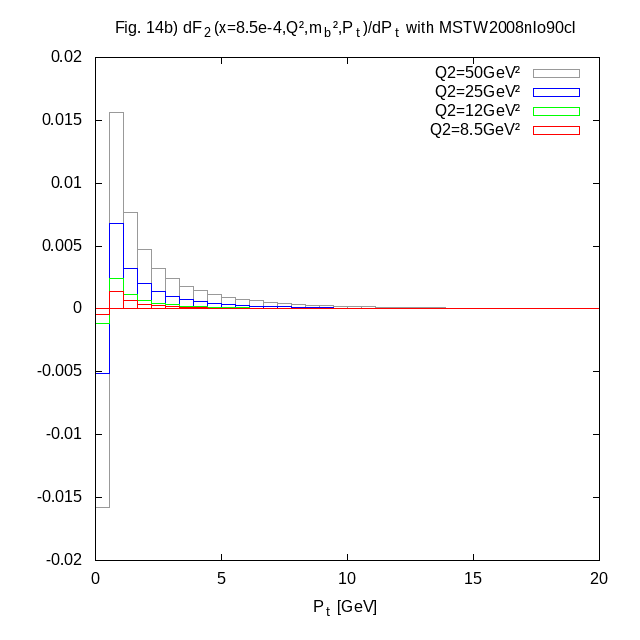 Fig. 14b) dF2(x=8.5e-4,Q²,mb²,Pt)/dPt with MSTW2008nlo90cl
Q2=50GeV²
Q2=25GeV²
Q2=12GeV²
Q2=8.5GeV²
0.02
0.015
0.01
0.005
0
-0.005
-0.01
-0.015
-0.02
0 5 10 15 20
Pt [GeV]